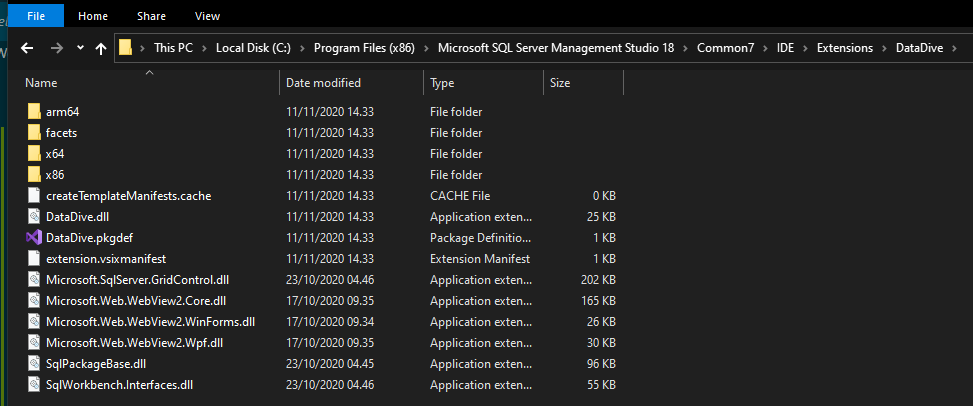 File Home Share View
This PC > Local Disk (C:) > Program Files (x86) > Microsoft SQL Server Management Studio 18 > Common7 > IDE > Extensions > DataDive >
Name Date modified Type Size
arm64 11/11/2020 14.33 File folder
facets 11/11/2020 14.33 File folder
x64 11/11/2020 14.33 File folder
x86 11/11/2020 14.33 File folder
createTemplateManifests.cache 11/11/2020 14.33 CACHE File 0 KB
DataDive.dll 11/11/2020 14.33 Application exten... 25 KB
DataDive.pkgdef 11/11/2020 14.33 Package Definitio... 1 KB
extension.vsixmanifest 11/11/2020 14.33 Extension Manifest 1 KB
Microsoft.SqlServer.GridControl.dll 23/10/2020 04.46 Application exten... 202 KB
Microsoft.Web.WebView2.Core.dll 17/10/2020 09.35 Application exten... 165 KB
Microsoft.Web.WebView2.WinForms.dll 17/10/2020 09.34 Application exten... 26 KB
Microsoft.Web.WebView2.Wpf.dll 17/10/2020 09.35 Application exten... 30 KB
SqlPackageBase.dll 23/10/2020 04.45 Application exten... 96 KB
SqlWorkbench.Interfaces.dll 23/10/2020 04.46 Application exten... 55 KB